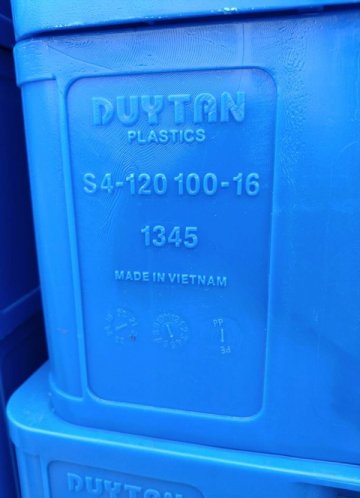 DUYTAN
PLASTICS
S4-120 100-16
1345
MADE IN VIETNAM
PP
DUYTAN